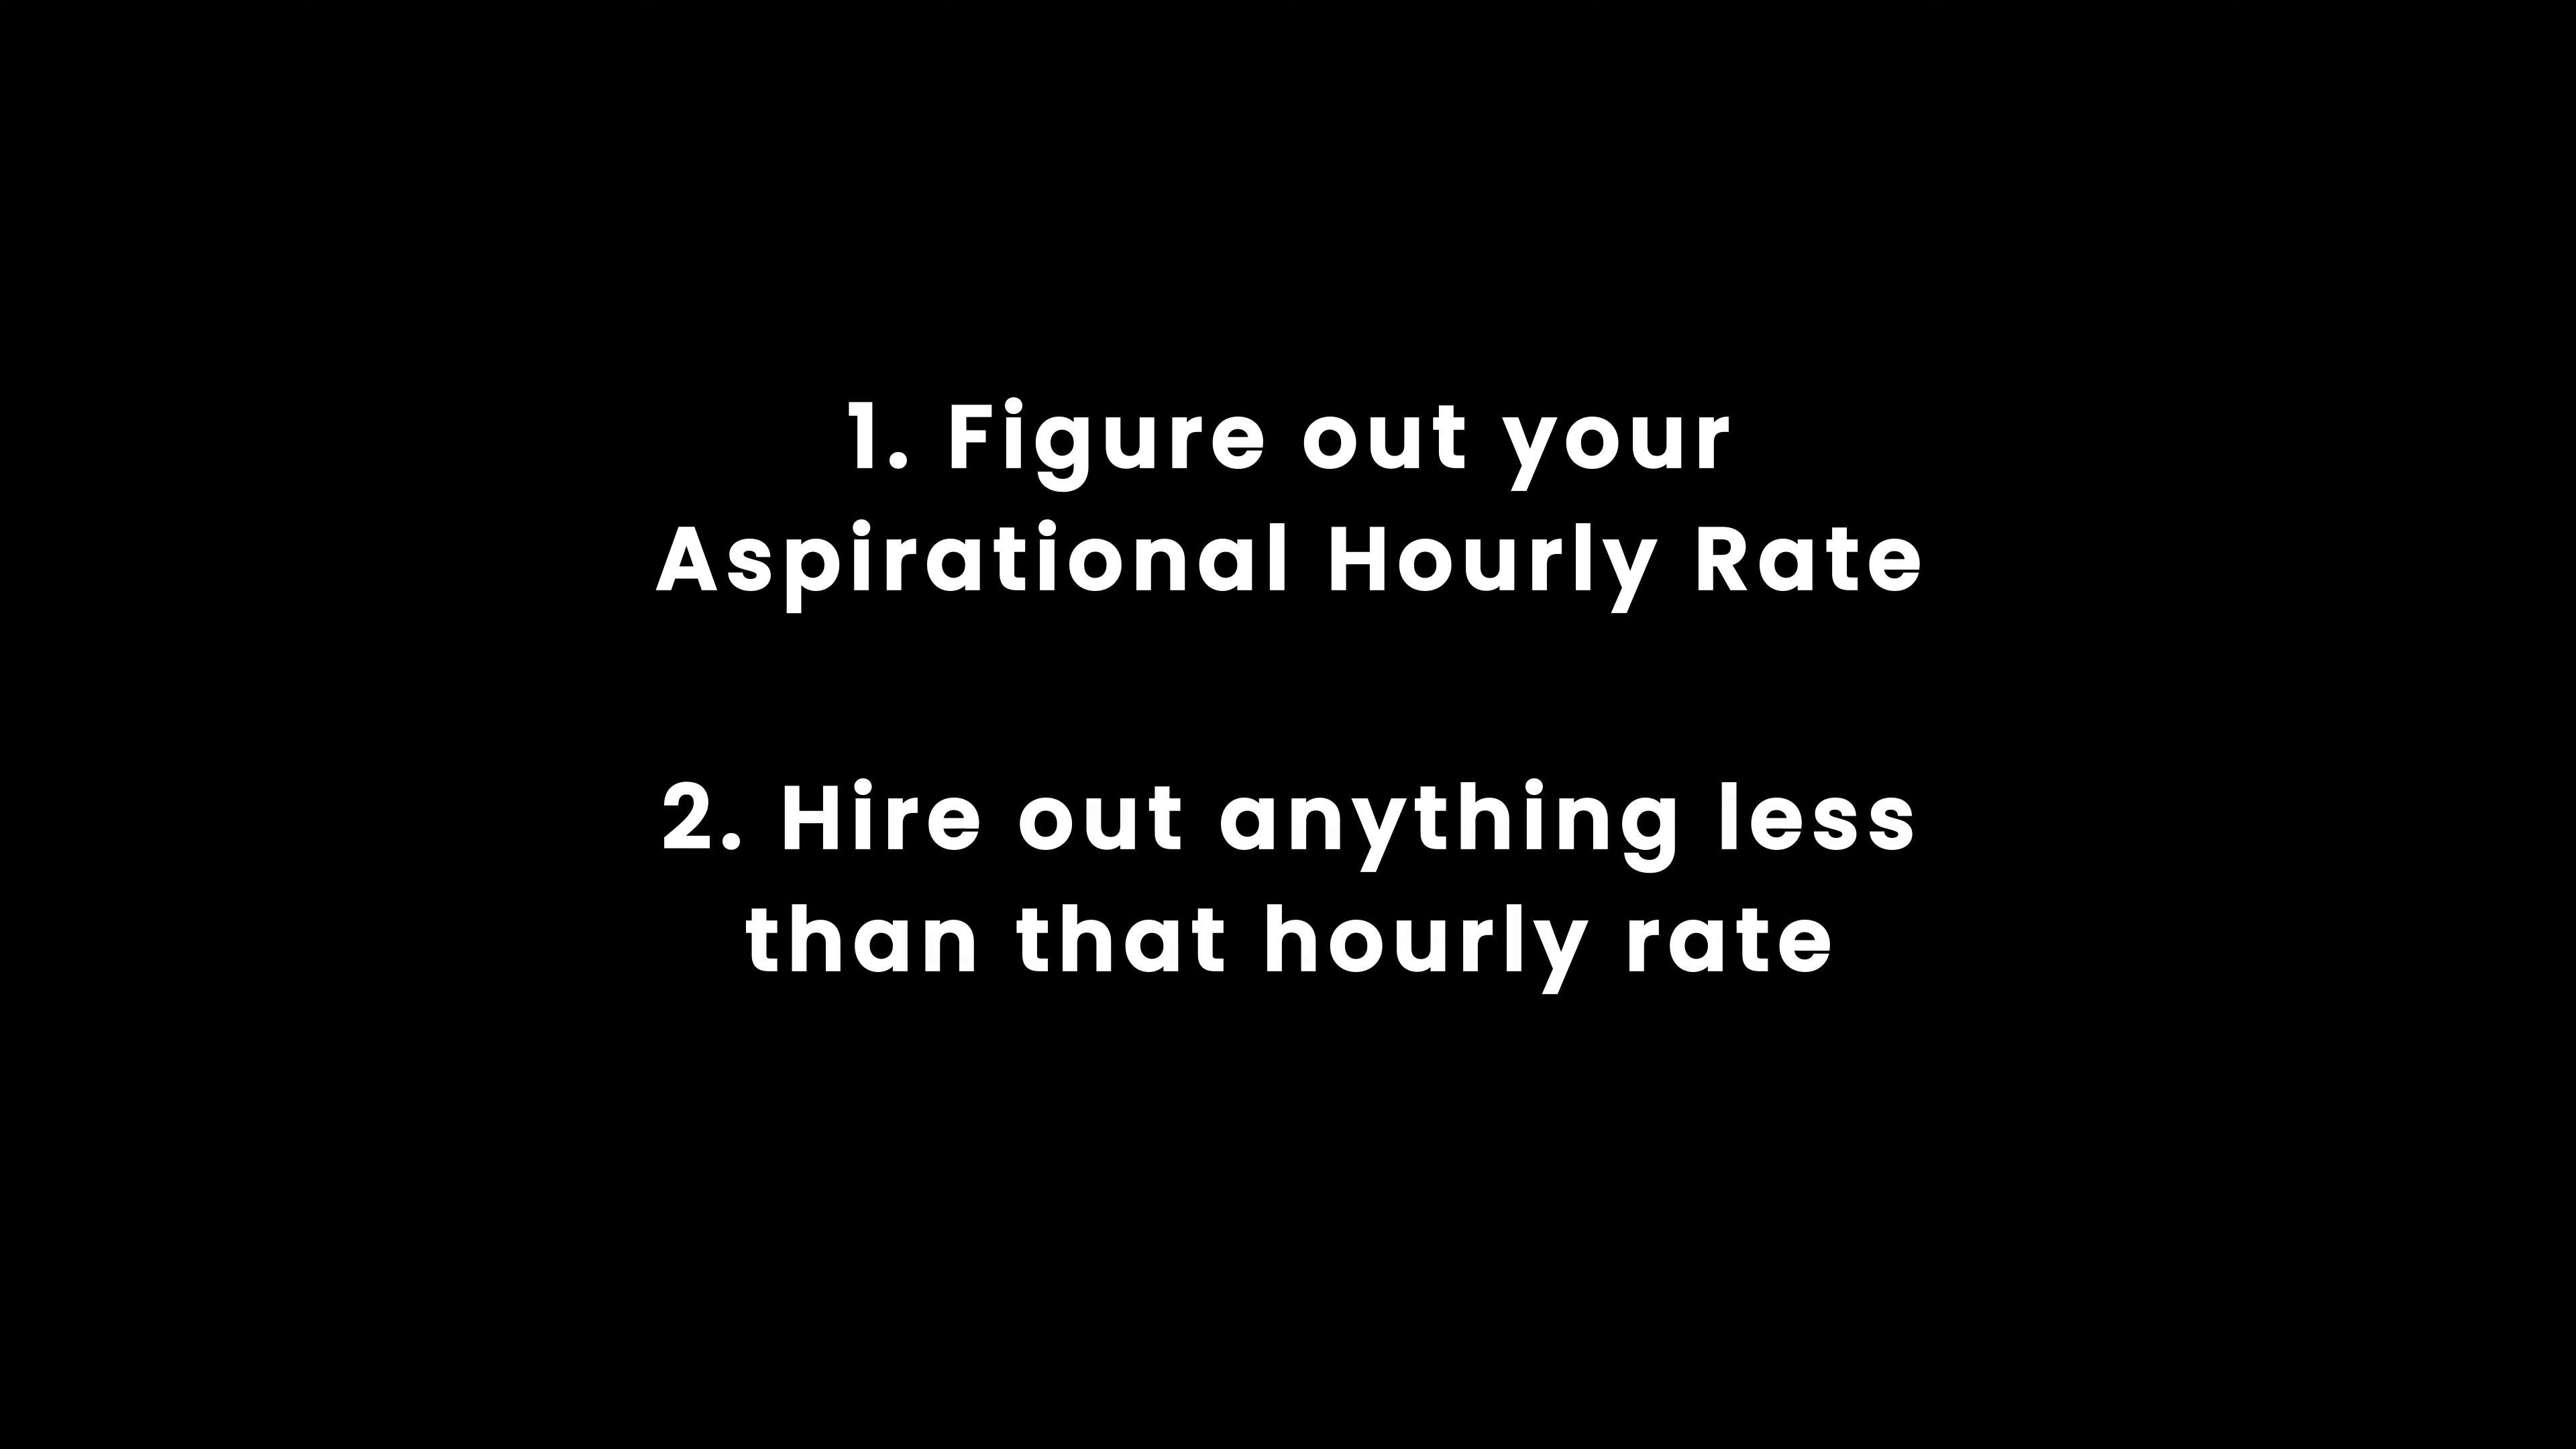 1. Figure out your
Aspirational Hourly Rate
2. Hire out anything less
than that hourly rate